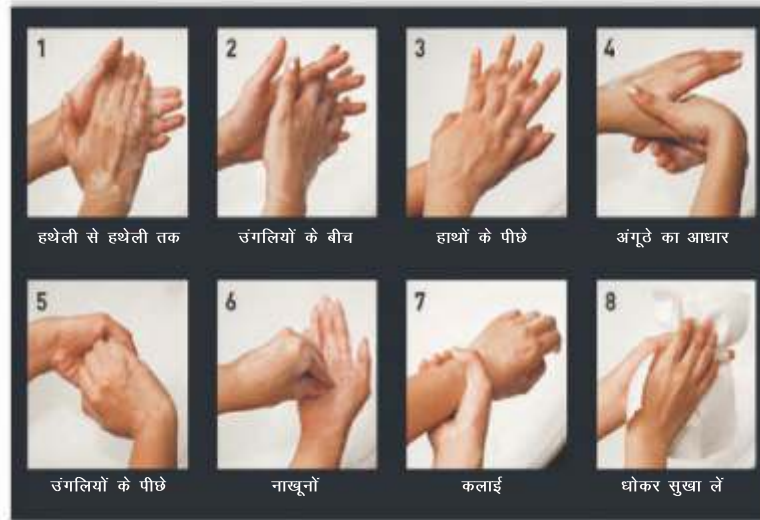 1
2
3
4
हथेली से हथेली तक
उंगलियों के बीच
हाथों के पीछे
अंगूठे का आधार
5
6
7
8
उंगलियों के पीछे
नाखूनों
कलाई
धोकर सुखा लें